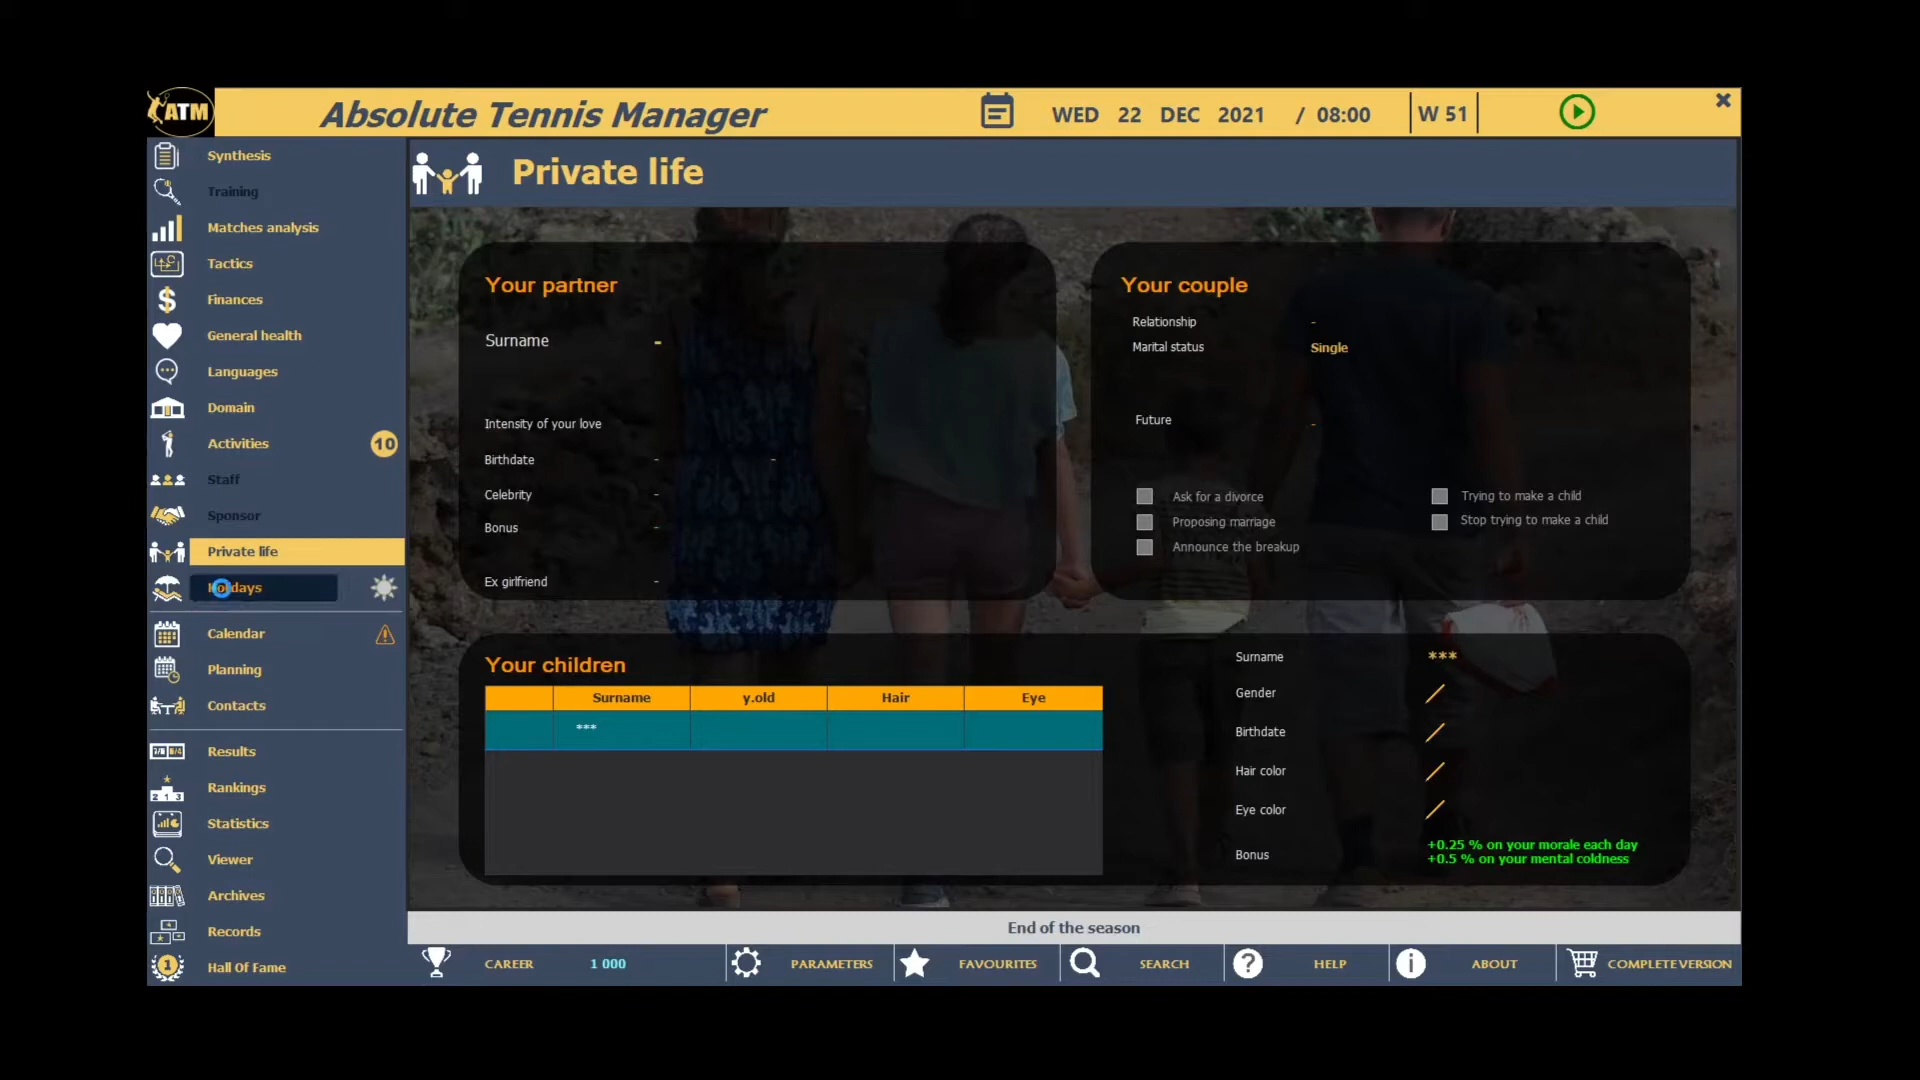 ATM
Absolute Tennis Manager
WED 22 DEC 2021 / 08:00
W 51
Synthesis
Training
Matches analysis
Tactics
Finances
General health
Languages
Domain
Activities 10
Staff
Sponsor
Private life
Holidays
Calendar
Planning
Contacts
Results
Rankings
Statistics
Viewer
Archives
Records
Hall Of Fame
Private life
Your partner
Surname -
Intensity of your love
Birthdate - -
Celebrity -
Bonus -
Ex girlfriend -
Your couple
Relationship -
Marital status Single
Future -
Ask for a divorce
Proposing marriage
Announce the breakup
Trying to make a child
Stop trying to make a child
Your children
Surname y.old Hair Eye
***
Surname ***
Gender /
Birthdate /
Hair color /
Eye color /
Bonus +0.25 % on your morale each day
+0.5 % on your mental coldness
End of the season
CAREER 1 000
PARAMETERS
FAVOURITES
SEARCH
HELP
ABOUT
COMPLETE VERSION